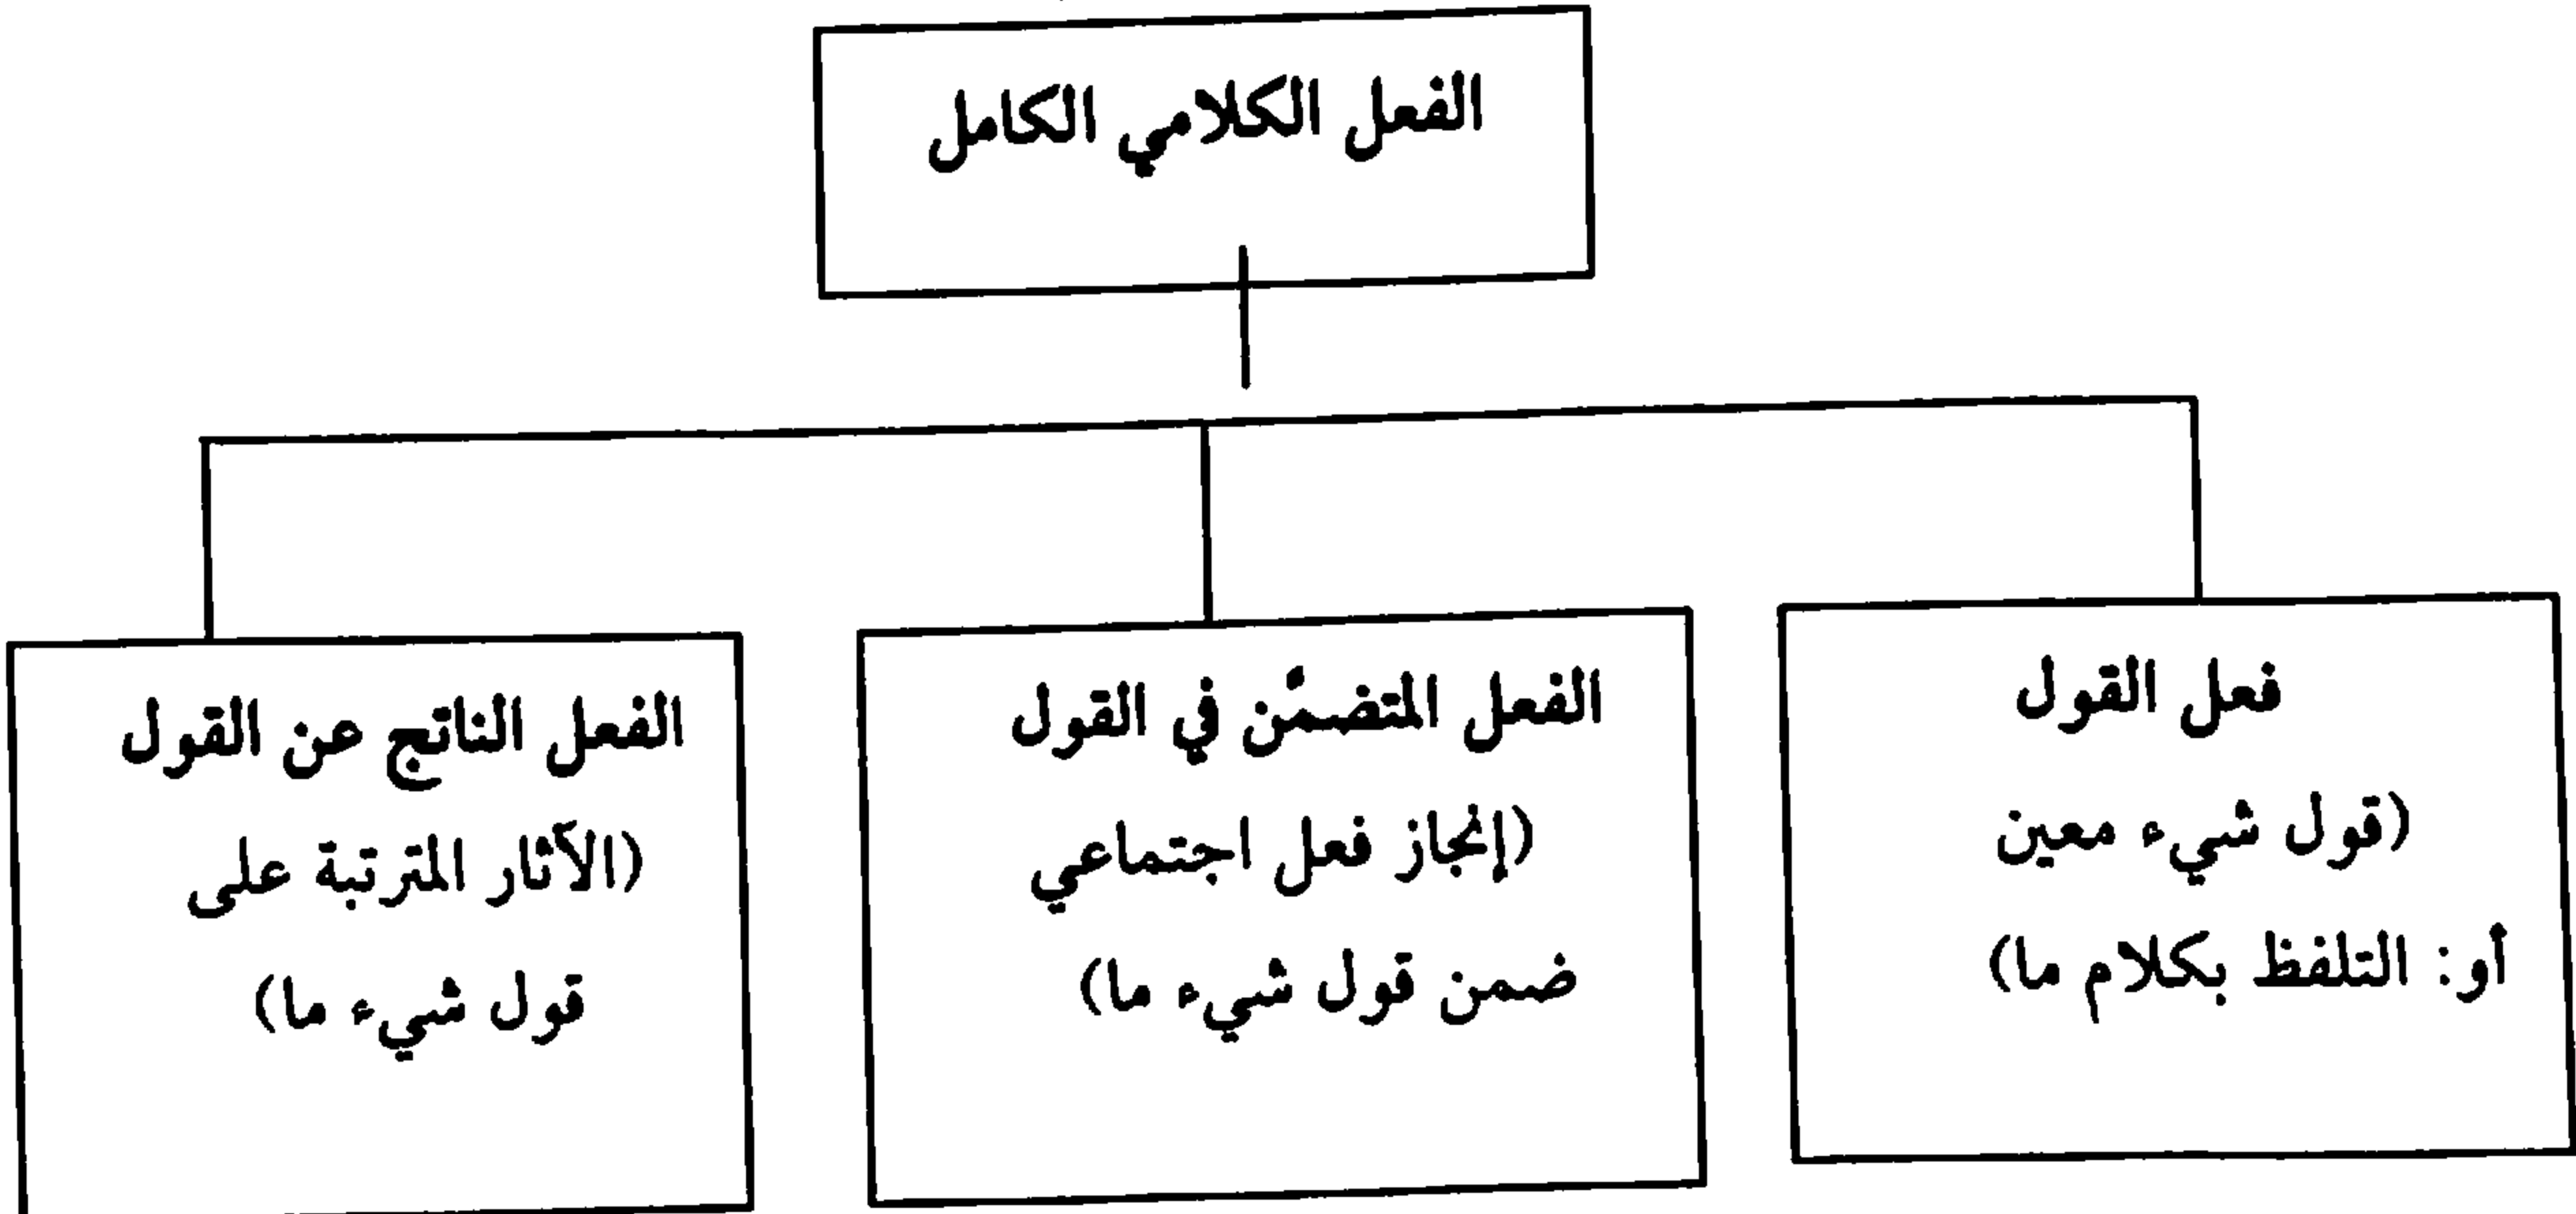 الفعل الكلامي الكامل
فعل القول
(قول شيء معين
أو: التلفظ بكلام ما)
الفعل المتضمَّن في القول
(إنجاز فعل اجتماعي
ضمن قول شيء ما)
الفعل الناتج عن القول
(الآثار المترتبة على
قول شيء ما)